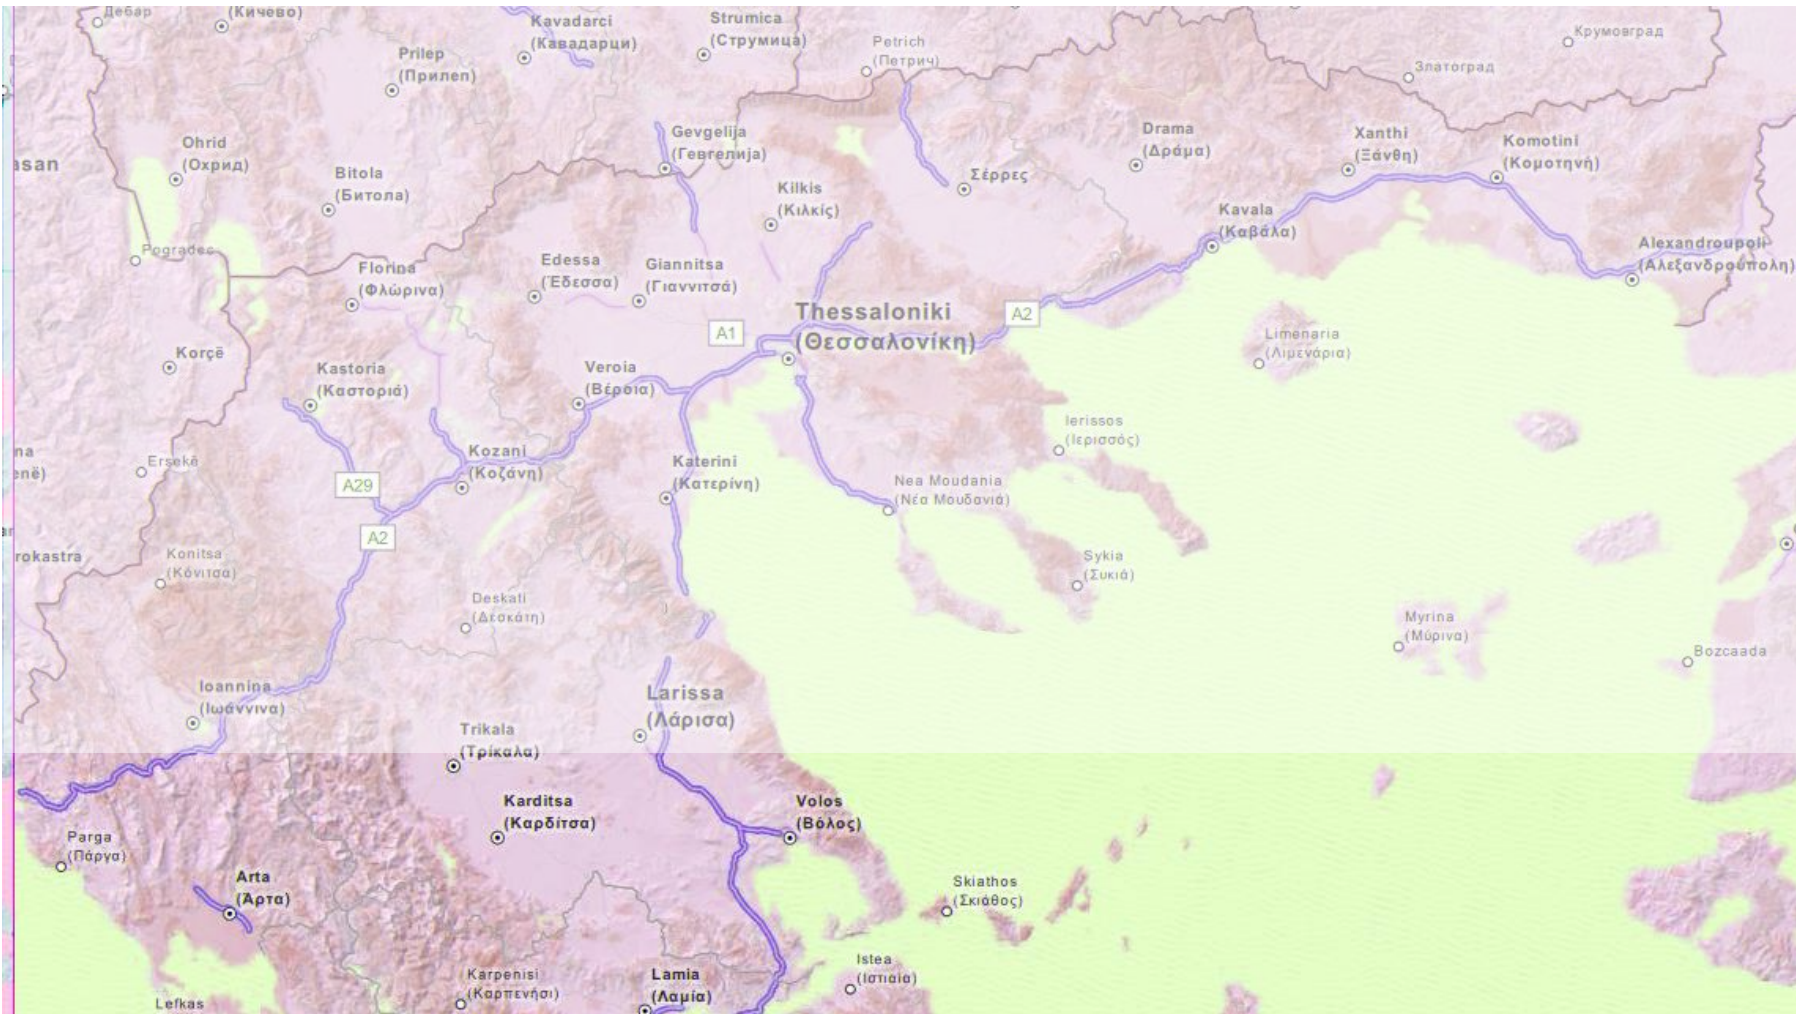 Дебар
(Кичево)
Kavadarci
(Кавадарци)
Strumica
(Струмица)
Petrich
(Петрич)
Крумовград
Prilep
(Прилеп)
Златоград
Gevgelija
(Гевгелија)
Drama
(Δράμα)
Xanthi
(Ξάνθη)
Komotini
(Κομοτηνή)
Ohrid
(Охрид)
asan
Bitola
(Битола)
Σέρρες
Kilkis
(Κιλκίς)
Kavala
(Καβάλα)
Pogradec
Alexandroupoli
(Αλεξανδρούπολη)
Florina
(Φλώρινα)
Edessa
(Έδεσσα)
Giannitsa
(Γιαννιτσά)
Thessaloniki
(Θεσσαλονίκη)
A2
A1
Limenaria
(Λιμενάρια)
Korçë
Kastoria
(Καστοριά)
Veroia
(Βέροια)
Ierissos
(Ιερισσός)
na
enë)
Ersekë
Kozani
(Κοζάνη)
Katerini
(Κατερίνη)
A29
Nea Moudania
(Νέα Μουδανιά)
A2
rokastra
Konitsa
(Κόνιτσα)
Sykia
(Συκιά)
Deskati
(Δεσκάτη)
Myrina
(Μύρινα)
Bozcaada
Ioannina
(Ιωάννινα)
Larissa
(Λάρισα)
Trikala
(Τρίκαλα)
Karditsa
(Καρδίτσα)
Volos
(Βόλος)
Parga
(Πάργα)
Arta
(Άρτα)
Skiathos
(Σκιάθος)
Istea
(Ιστιαία)
Karpenisi
(Καρπενήσι)
Lamia
(Λαμία)
Lefkas